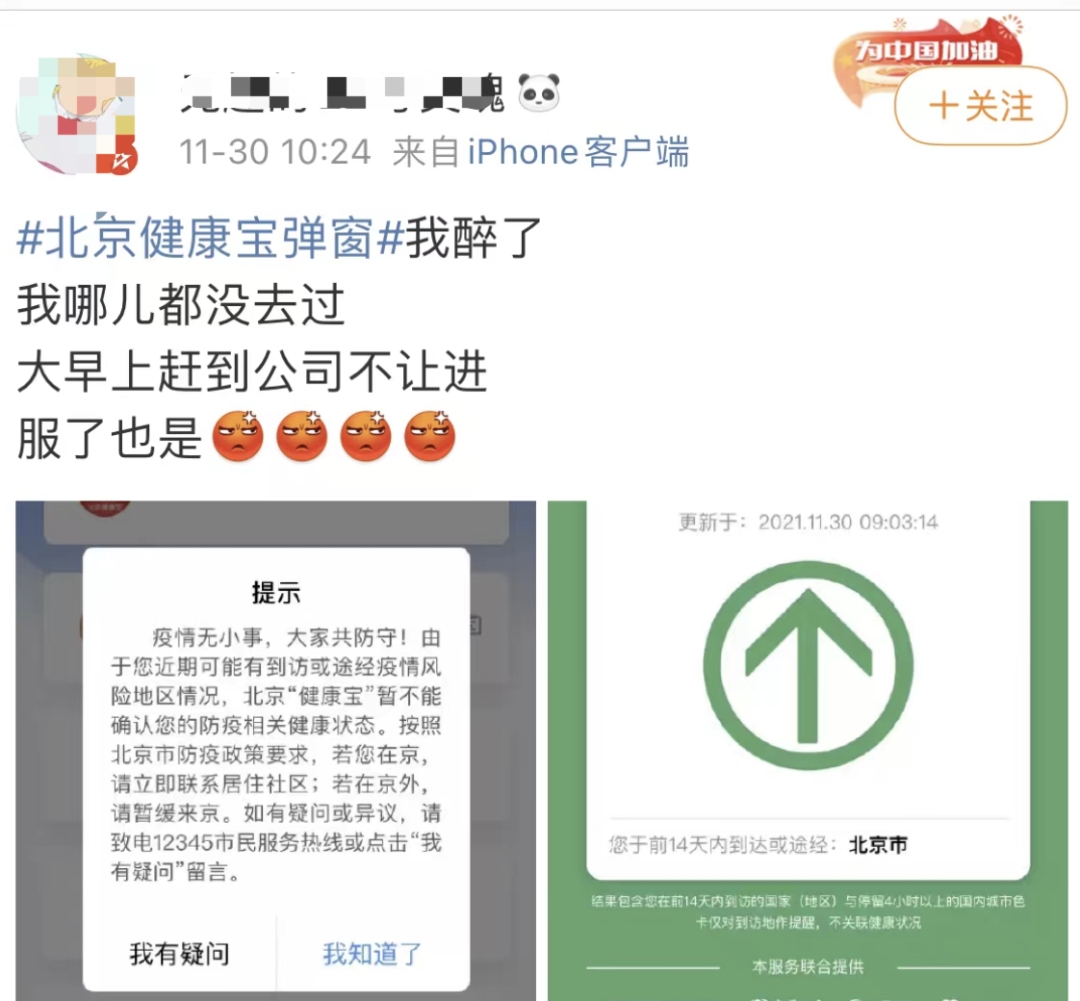 为中国加油
+关注
11-30 10:24 来自iPhone客户端
#北京健康宝弹窗#我醉了
我哪儿都没去过
大早上赶到公司不让进
服了也是
提示
疫情无小事,大家共防守!由
于您近期可能有到访或途经疫情风
险地区情况,北京“健康宝”暂不能
确认您的防疫相关健康状态。按照
北京市防疫政策要求,若您在京,
请立即联系居住社区;若在京外,
请暂缓来京。如有疑问或异议,请
致电12345市民服务热线或点击“我
有疑问”留言。
我有疑问 我知道了
更新于:2021.11.30 09:03:14
您于前14天内到达或途经:北京市
结果包含您在前14天内到访的国家(地区)与停留4小时以上的国内城市色
卡仅对到访地作提醒,不关联健康状况
本服务联合提供